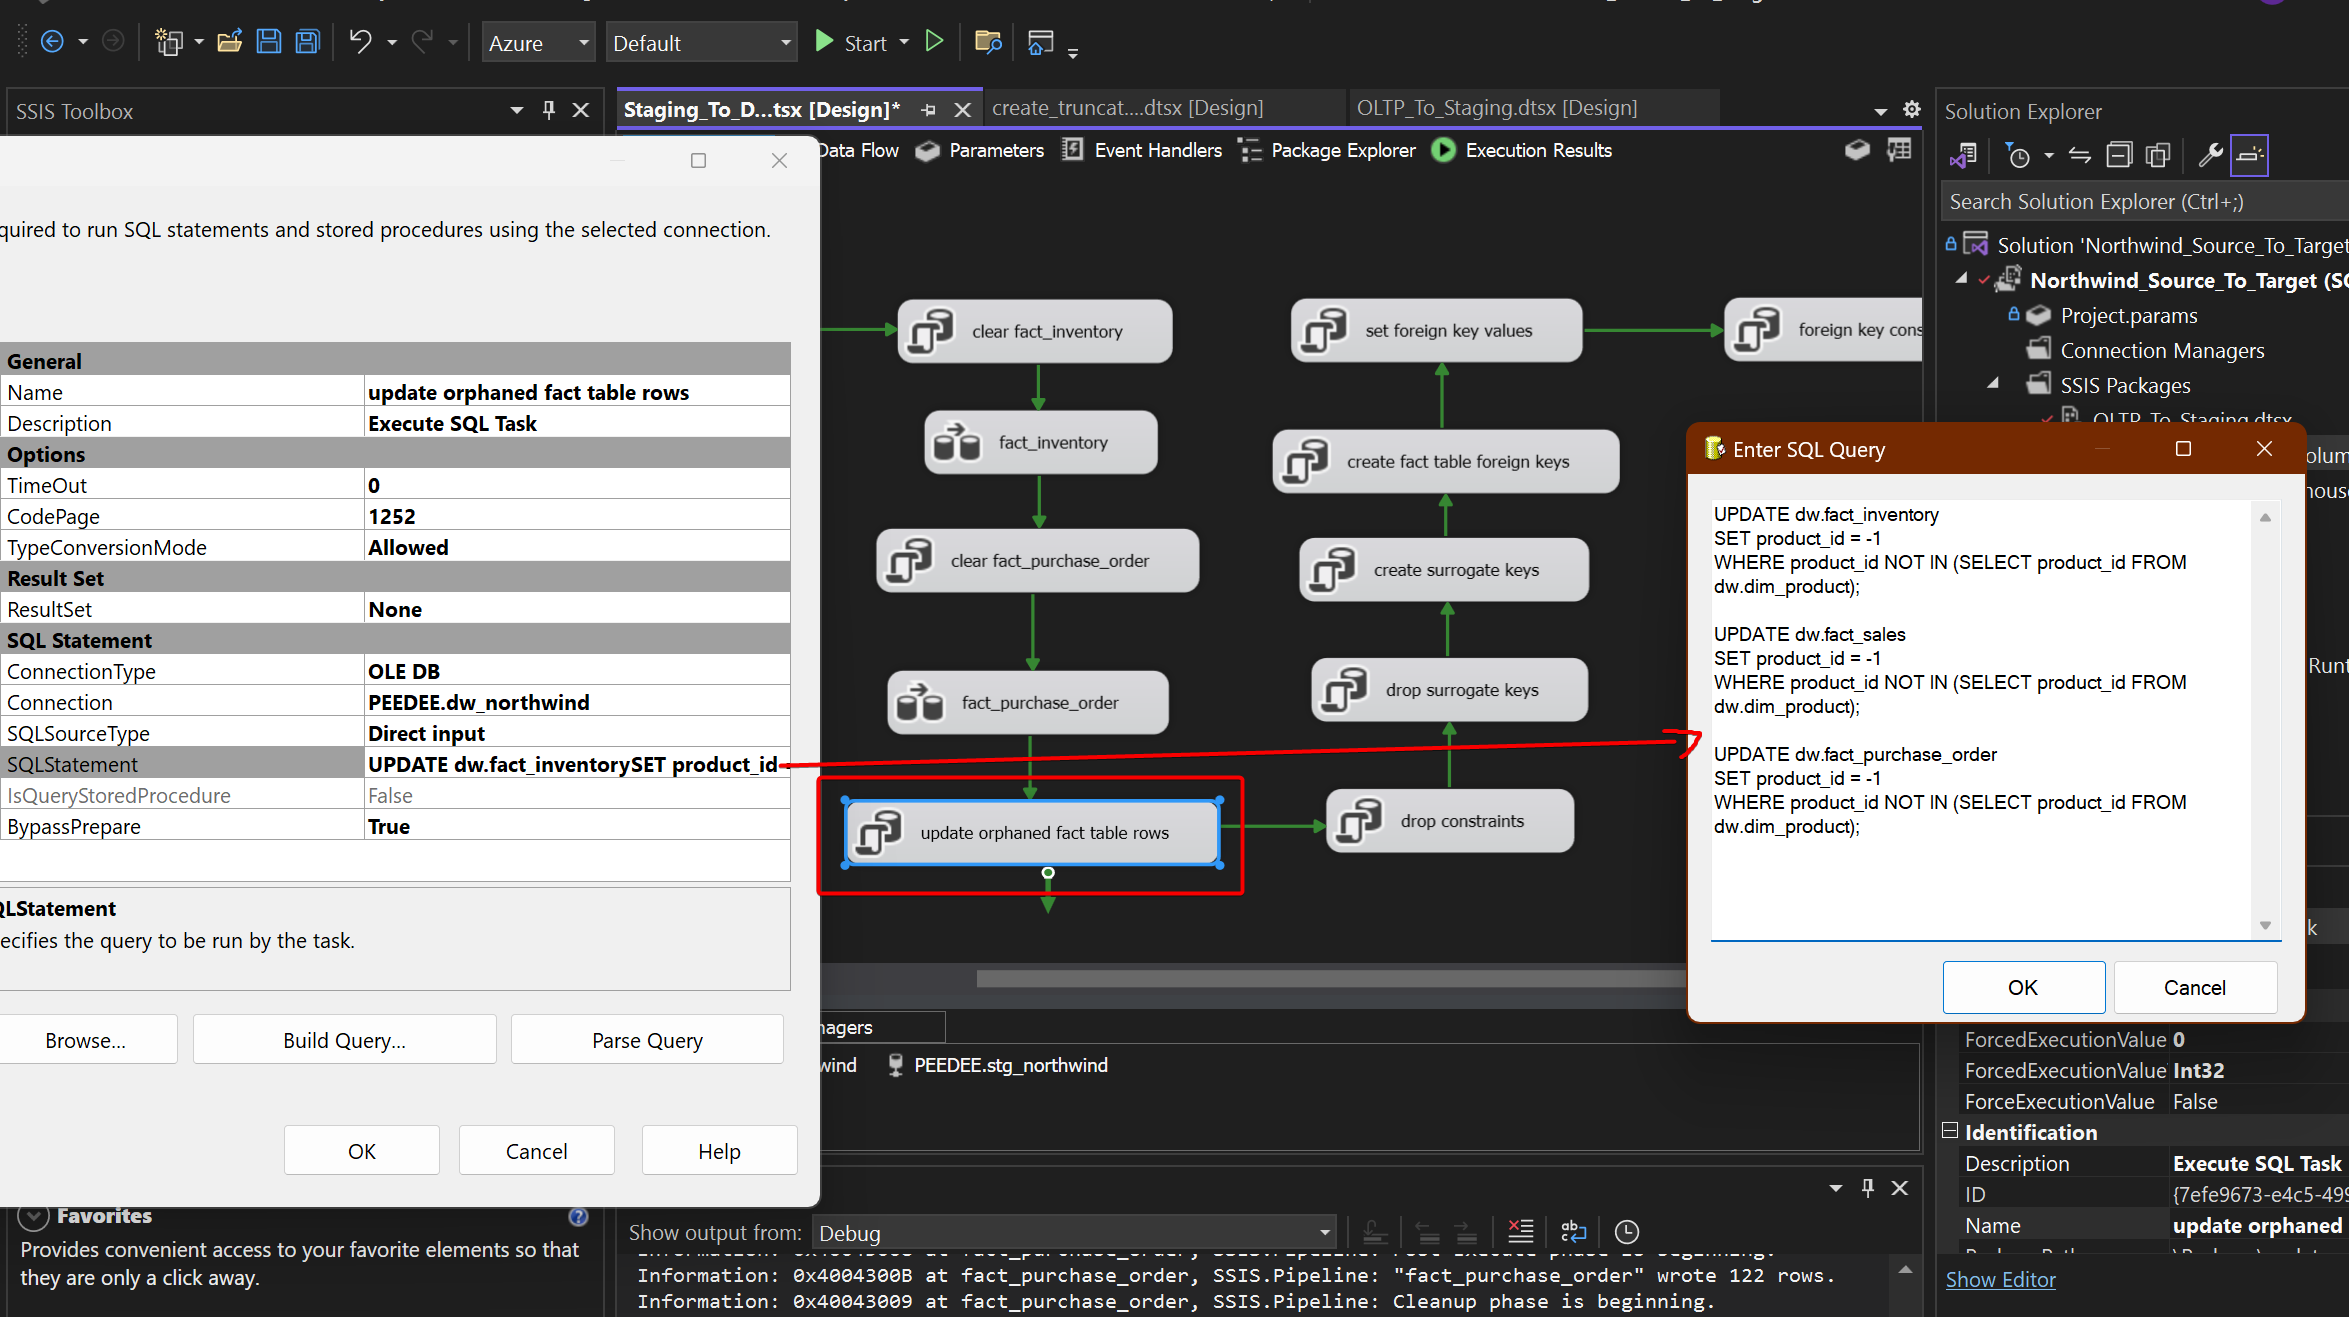 Azure
Default
Start
SSIS Toolbox
Staging_To_D...tsx [Design]*
create_truncat....dtsx [Design]
OLTP_To_Staging.dtsx [Design]
Solution Explorer
Data Flow
Parameters
Event Handlers
Package Explorer
Execution Results
Search Solution Explorer (Ctrl+;)
quired to run SQL statements and stored procedures using the selected connection.
Solution 'Northwind_Source_To_Target
Northwind_Source_To_Target (SQ
Project.params
Connection Managers
SSIS Packages
OLTP_To_Staging.dtsx
General
Name update orphaned fact table rows
Description Execute SQL Task
Options
TimeOut 0
CodePage 1252
TypeConversionMode Allowed
Result Set
ResultSet None
SQL Statement
ConnectionType OLE DB
Connection PEEDEE.dw_northwind
SQLSourceType Direct input
SQLStatement UPDATE dw.fact_inventorySET product_id
IsQueryStoredProcedure False
BypassPrepare True
QLStatement
ecifies the query to be run by the task.
Browse...
Build Query...
Parse Query
OK
Cancel
Help
clear fact_inventory
fact_inventory
clear fact_purchase_order
fact_purchase_order
update orphaned fact table rows
drop constraints
drop surrogate keys
create surrogate keys
create fact table foreign keys
set foreign key values
foreign key cons
Enter SQL Query
UPDATE dw.fact_inventory
SET product_id = -1
WHERE product_id NOT IN (SELECT product_id FROM
dw.dim_product);
UPDATE dw.fact_sales
SET product_id = -1
WHERE product_id NOT IN (SELECT product_id FROM
dw.dim_product);
UPDATE dw.fact_purchase_order
SET product_id = -1
WHERE product_id NOT IN (SELECT product_id FROM
dw.dim_product);
OK
Cancel
olum
hous
Runt
k
nagers
wind
PEEDEE.stg_northwind
ForcedExecutionValue 0
ForcedExecutionValue Int32
ForceExecutionValue False
Identification
Description Execute SQL Task
ID {7efe9673-e4c5-499
Name update orphaned
Show Editor
Favorites
Provides convenient access to your favorite elements so that
they are only a click away.
Show output from: Debug
Information: 0x4004300B at fact_purchase_order, SSIS.Pipeline: "fact_purchase_order" wrote 122 rows.
Information: 0x40043009 at fact_purchase_order, SSIS.Pipeline: Cleanup phase is beginning.